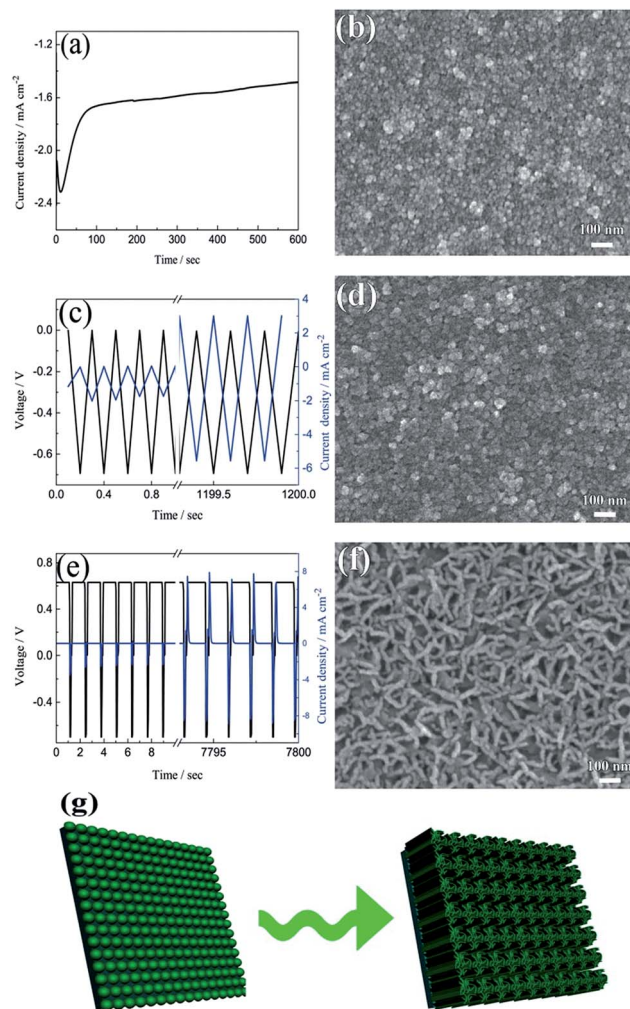 (a)
-1.2
-1.6
-2.0
-2.4
Current density / mA cm-2
0 100 200 300 400 500 600
Time / sec
(b)
100 nm
(c)
0.0
-0.2
-0.4
-0.6
Voltage / V
4
3
2
0
-2
-4
-6
Current density / mA cm-2
0.0 0.4 0.8 1199.5 1200.0
Time / sec
(d)
100 nm
(e)
0.8
0.4
0.0
-0.4
Voltage / V
8
4
0
-4
-8
Current density / mA cm-2
0 2 4 6 8 7795 7800
Time / sec
(f)
100 nm
(g)